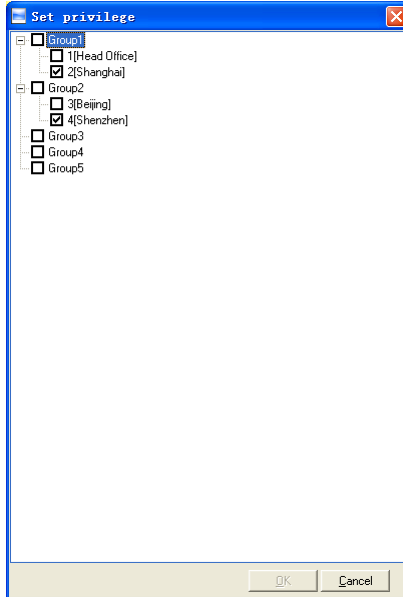 Set privilege
Group1
1[Head Office]
2[Shanghai]
Group2
3[Beijing]
4[Shenzhen]
Group3
Group4
Group5
OK Cancel